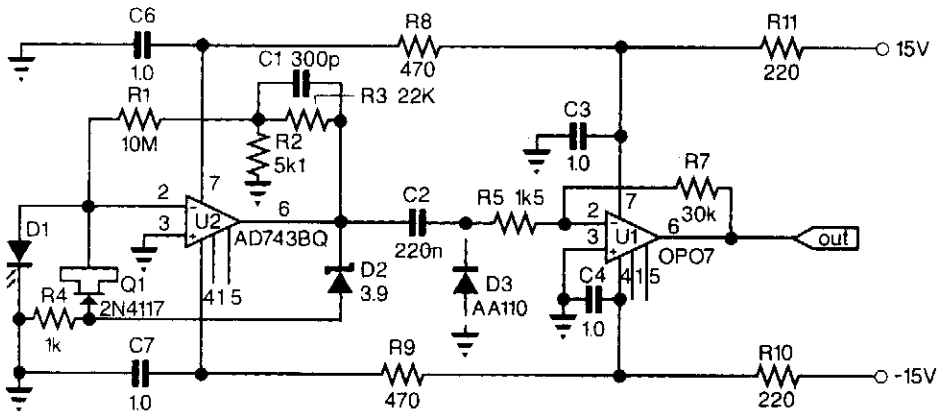 C6
1.0
R8
470
R11
220
15V
C1 300p
R3 22K
R1
10M
R2
5k1
C3
1.0
R7
30k
2
3
7
-
+
U2
6
AD743BQ
41 5
C2
220n
R5 1k5
2
3
7
-
+
U1
6
OPO7
41 5
out
D1
Q1
2N4117
R4
1k
D2
3.9
D3
AA110
C4
1.0
C7
1.0
R9
470
R10
220
-15V